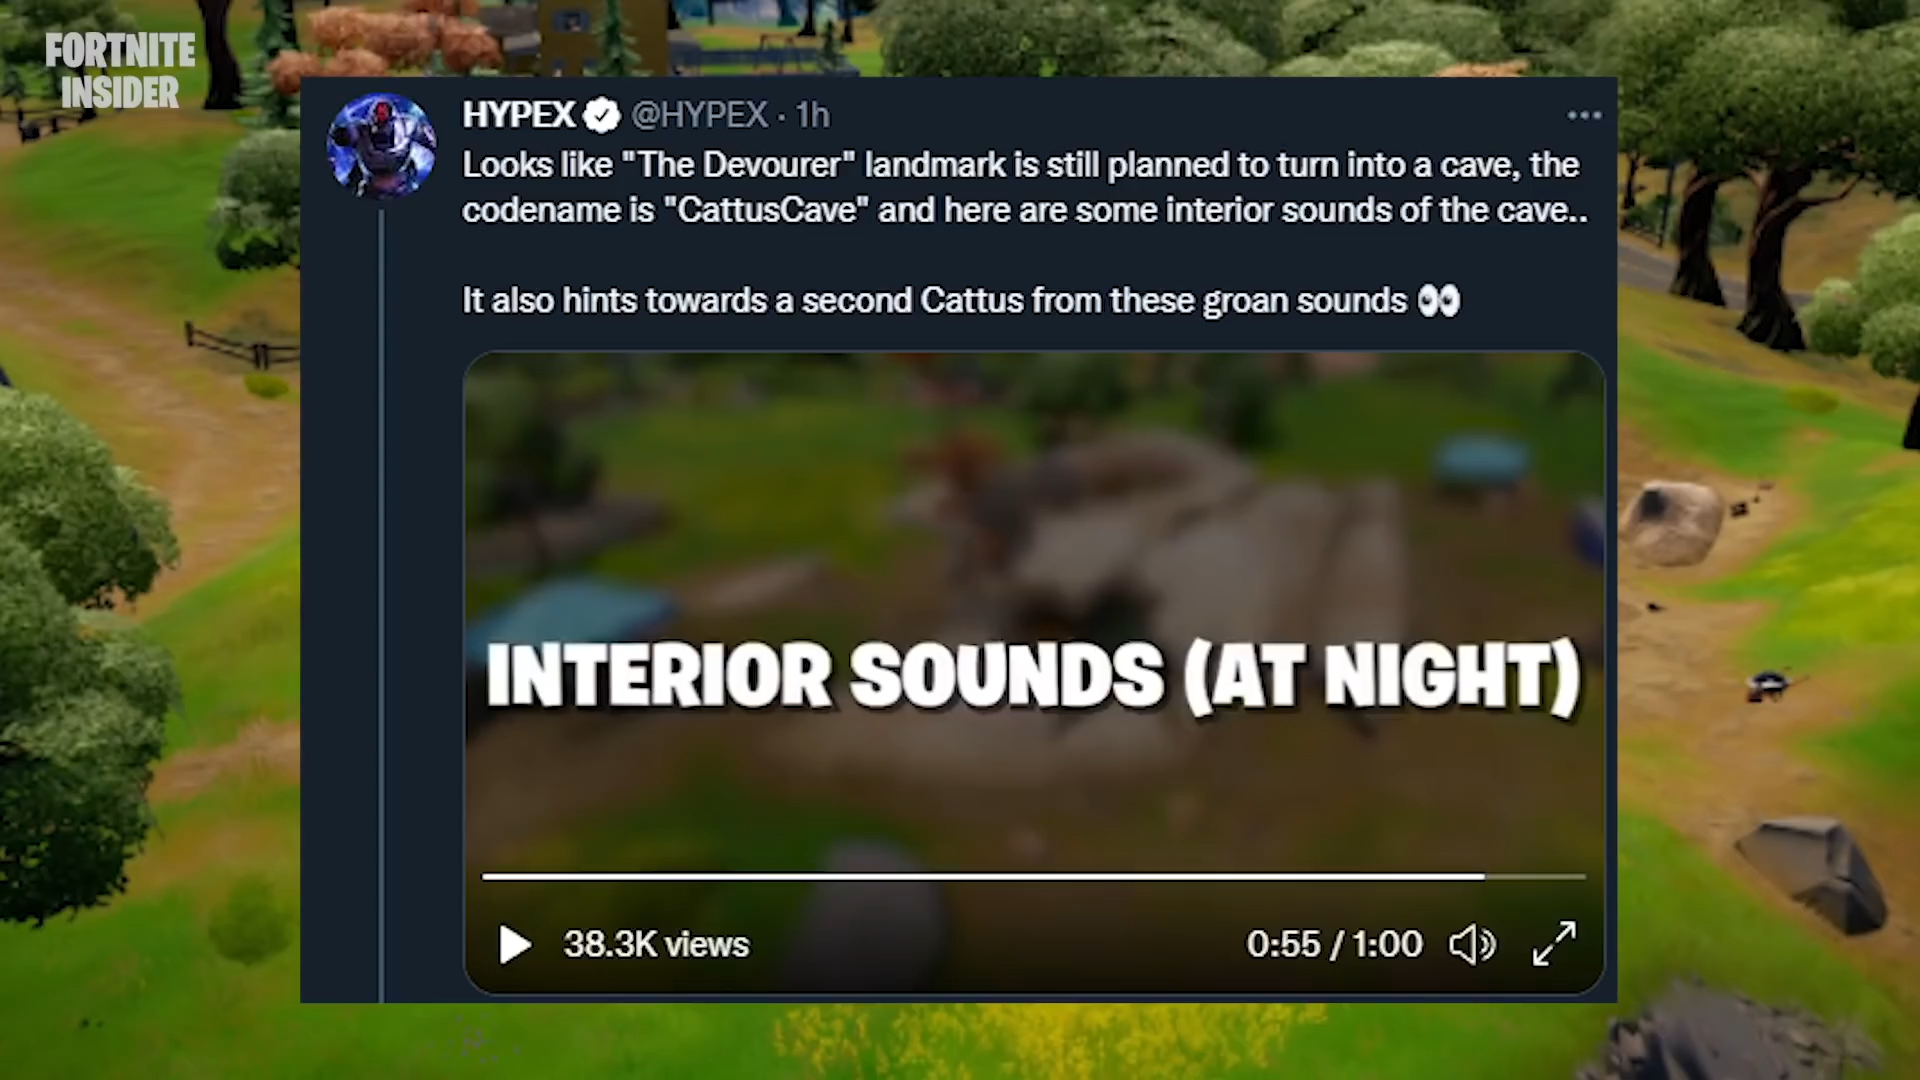 FORTNITE
INSIDER
HYPEX @HYPEX · 1h
Looks like "The Devourer" landmark is still planned to turn into a cave, the
codename is "CattusCave" and here are some interior sounds of the cave..
It also hints towards a second Cattus from these groan sounds 👀
INTERIOR SOUNDS (AT NIGHT)
38.3K views
0:55 / 1:00